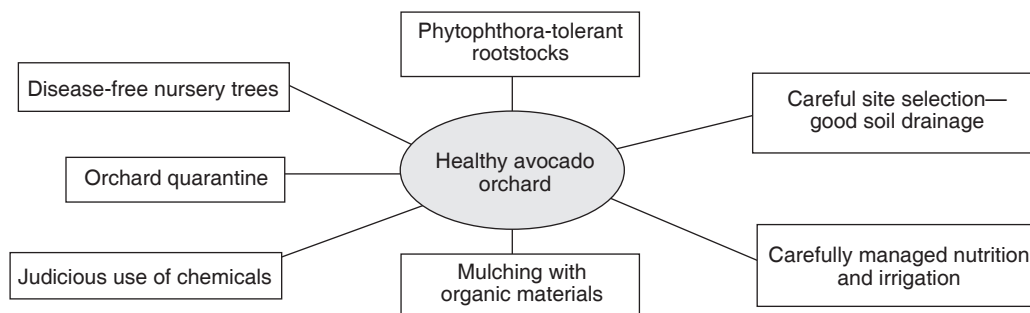 Phytophthora-tolerant
rootstocks
Disease-free nursery trees
Careful site selection—
good soil drainage
Healthy avocado
orchard
Orchard quarantine
Judicious use of chemicals
Mulching with
organic materials
Carefully managed nutrition
and irrigation